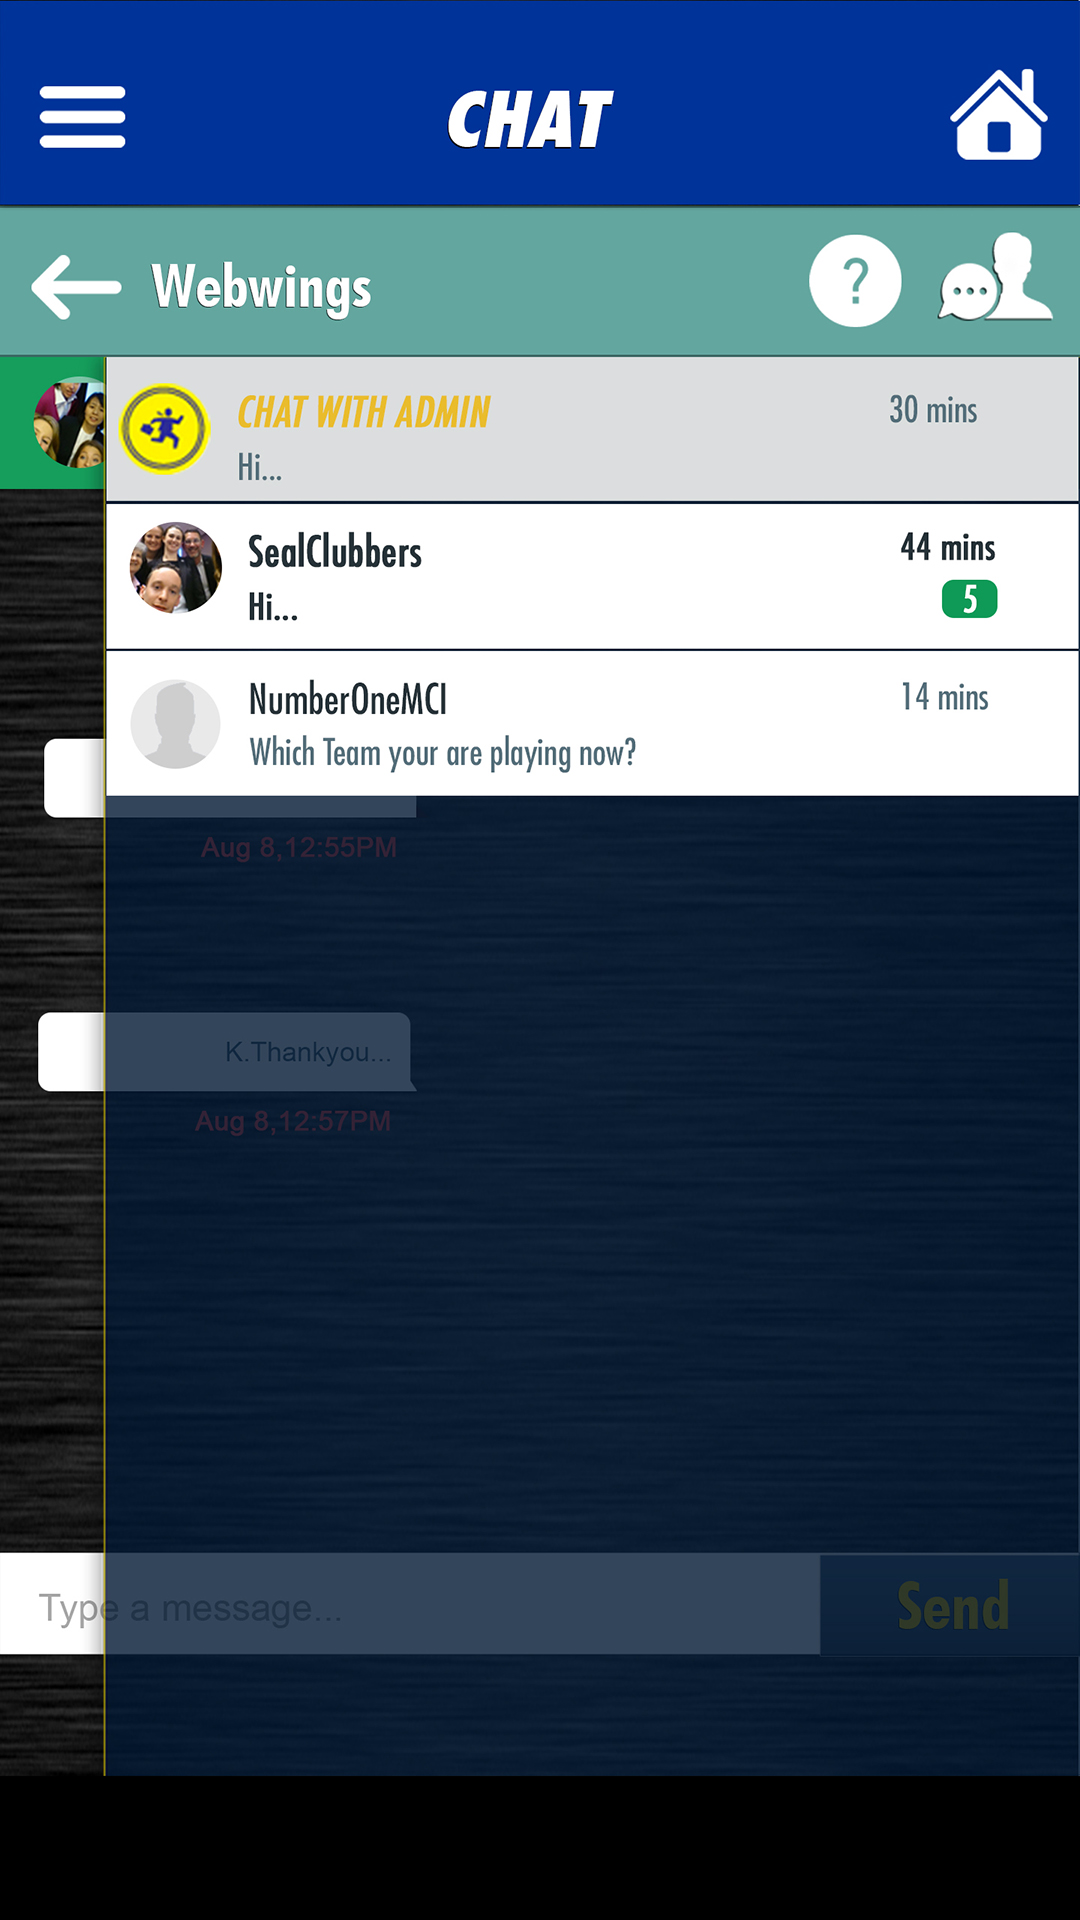 CHAT
Webwings
?
CHAT WITH ADMIN
30 mins
Hi...
SealClubbers
44 mins
Hi...
5
NumberOneMCI
14 mins
Which Team your are playing now?
Aug 8,12:55PM
K.Thankyou...
Aug 8,12:57PM
Type a message...
Send